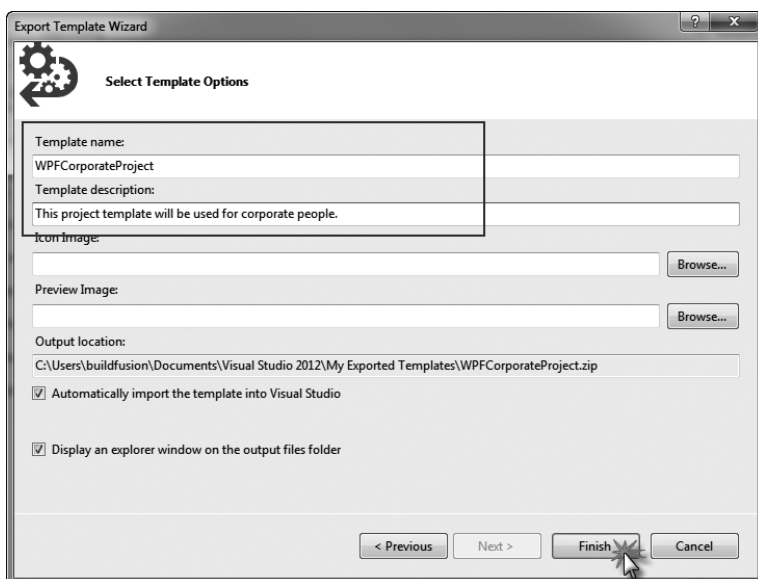 Export Template Wizard
? X
Select Template Options
Template name:
WPFCorporateProject
Template description:
This project template will be used for corporate people.
Icon Image:
Browse...
Preview Image:
Browse...
Output location:
C:\Users\buildfusion\Documents\Visual Studio 2012\My Exported Templates\WPFCorporateProject.zip
Automatically import the template into Visual Studio
Display an explorer window on the output files folder
< Previous
Next >
Finish
Cancel